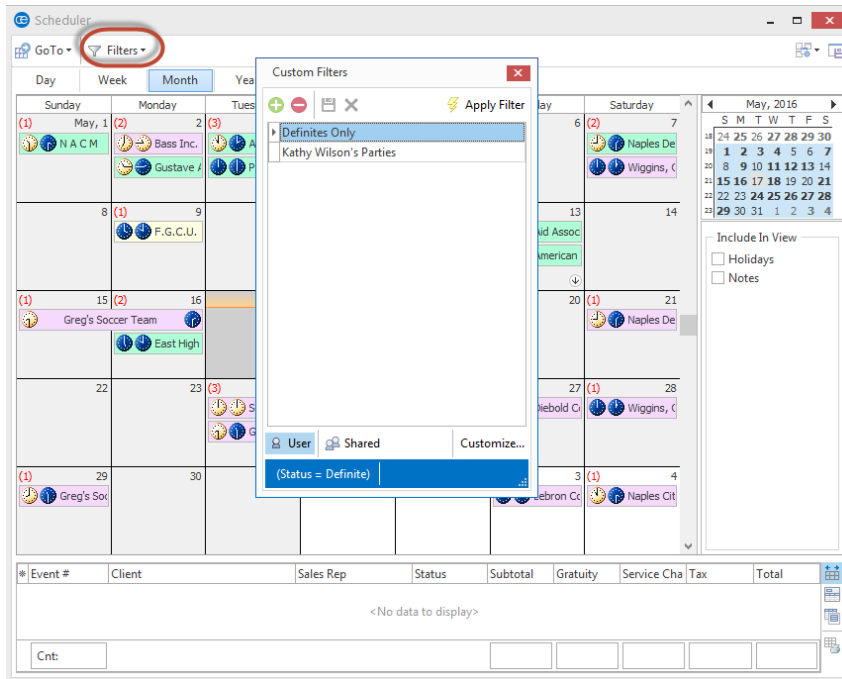 Scheduler
GoTo
Filters
Day Week Month Yea
Custom Filters
Apply Filter
Definites Only
Kathy Wilson's Parties
User
Shared
Customize...
(Status = Definite)
Sunday Monday Tues day Saturday
(1) May, 1 (2) 2 (3) 6 (2) 7
N A C M Bass Inc. A Naples De
Gustave A P Wiggins, (
8 (1) 9 13 14
F.G.C.U. Aid Assoc
American
(1) 15 (2) 16 20 (1) 21
Greg's Soccer Team Naples De
East High
22 23 (3) 27 (1) 28
S Diebold Co Wiggins, (
G
(1) 29 30 3 (1) 4
Greg's Soc Lebron Co Naples Cit
May, 2016
S M T W T F S
18 24 25 26 27 28 29 30
19 1 2 3 4 5 6 7
20 8 9 10 11 12 13 14
21 15 16 17 18 19 20 21
22 22 23 24 25 26 27 28
23 29 30 31 1 2 3 4
Include In View
Holidays
Notes
Event # Client Sales Rep Status Subtotal Gratuity Service Cha Tax Total
<No data to display>
Cnt: